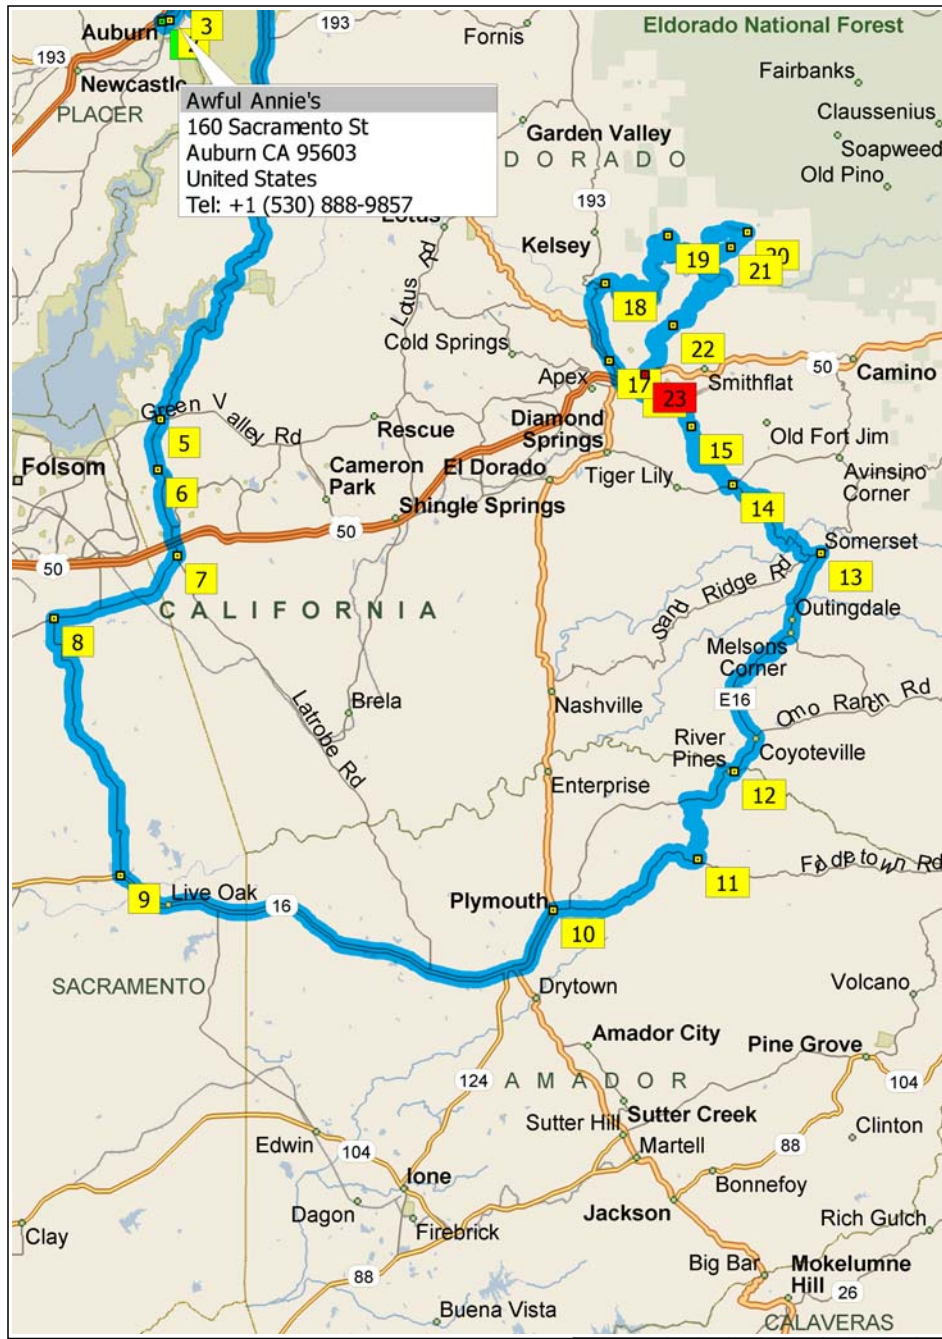 193
Fornis
Eldorado National Forest
Auburn
3
193
Newcastle
Fairbanks
PLACER
Awful Annie's
160 Sacramento St
Auburn CA 95603
United States
Tel: +1 (530) 888-9857
Claussenius
Garden Valley
Soapweed
DORADO
Old Pino
193
Lotus
Kelsey
Lotus Rd
19
20
21
18
Cold Springs
22
50
Camino
Apex
17
Smithflat
23
Green Valley Rd
5
Rescue
Diamond
Springs
15
Old Fort Jim
Folsom
6
Cameron
Park
El Dorado
Tiger Lily
Avinsino
Corner
Shingle Springs
14
50
7
50
Somerset
13
Sand Ridge Rd
CALIFORNIA
Outingdale
8
Melsons
Corner
E16
Omo Ranch Rd
Brela
Nashville
Latrobe Rd
River
Pines
Coyoteville
Enterprise
12
11
9
Live Oak
16
Plymouth
10
SACRAMENTO
Drytown
Volcano
Amador City
Pine Grove
124
AMADOR
104
Sutter Creek
Sutter Hill
Clinton
Edwin
104
Martell
88
Ione
Bonnefoy
Dagon
Jackson
Firebrick
Rich Gulch
Clay
Big Bar
Mokelumne
Hill
88
26
Buena Vista
CALAVERAS